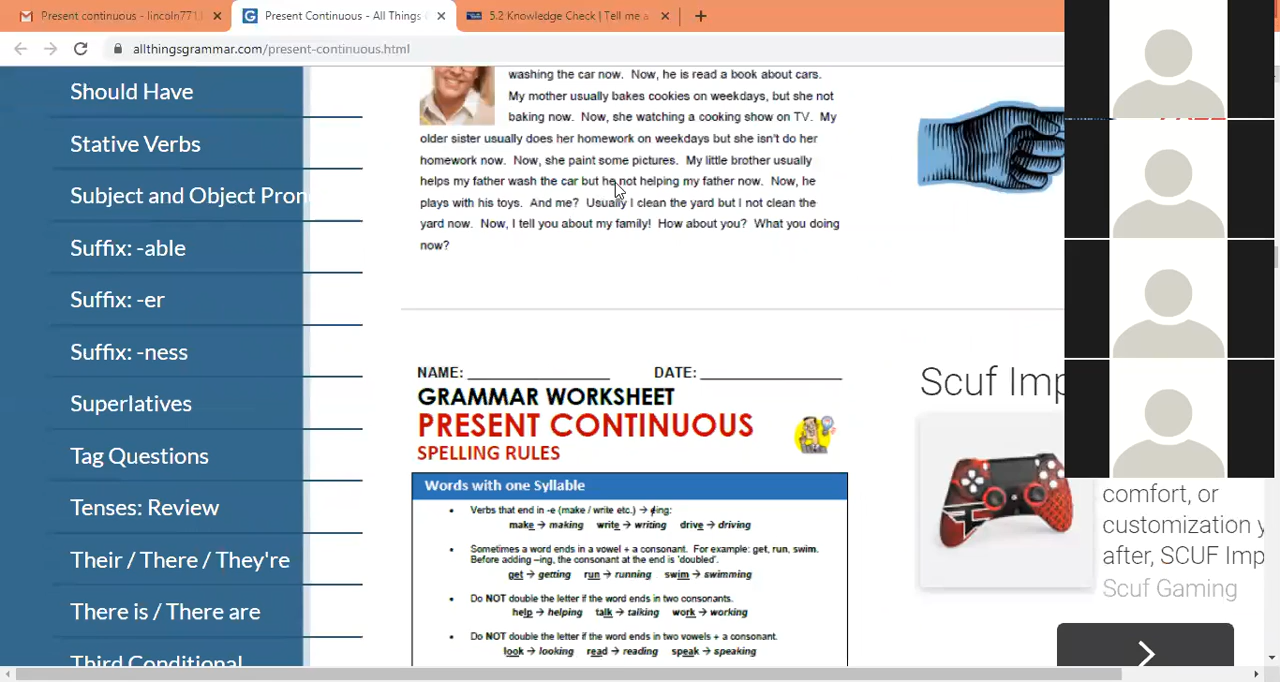 Present continuous - lincoln771
Present Continuous - All Things
5.2 Knowledge Check | Tell me a
allthingsgrammar.com/present-continuous.html
Should Have
Stative Verbs
Subject and Object Pron
Suffix: -able
Suffix: -er
Suffix: -ness
Superlatives
Tag Questions
Tenses: Review
Their / There / They're
There is / There are
Third Conditional
washing the car now. Now, he is read a book about cars.
My mother usually bakes cookies on weekdays, but she not
baking now. Now, she watching a cooking show on TV. My
older sister usually does her homework on weekdays but she isn't do her
homework now. Now, she paint some pictures. My little brother usually
helps my father wash the car but he not helping my father now. Now, he
plays with his toys. And me? Usually I clean the yard but I not clean the
yard now. Now, I tell you about my family! How about you? What you doing
now?
NAME: DATE:
GRAMMAR WORKSHEET
PRESENT CONTINUOUS
SPELLING RULES
Words with one Syllable
• Verbs that end in -e (make / write etc.) → ɇing:
make → making write → writing drive → driving
• Sometimes a word ends in a vowel + a consonant. For example: get, run, swim.
Before adding –ing, the consonant at the end is 'doubled'.
get → getting run → running swim → swimming
• Do NOT double the letter if the word ends in two consonants.
help → helping talk → talking work → working
• Do NOT double the letter if the word ends in two vowels + a consonant.
look → looking read → reading speak → speaking
Scuf Imp
comfort, or
customization y
after, SCUF Imp
Scuf Gaming